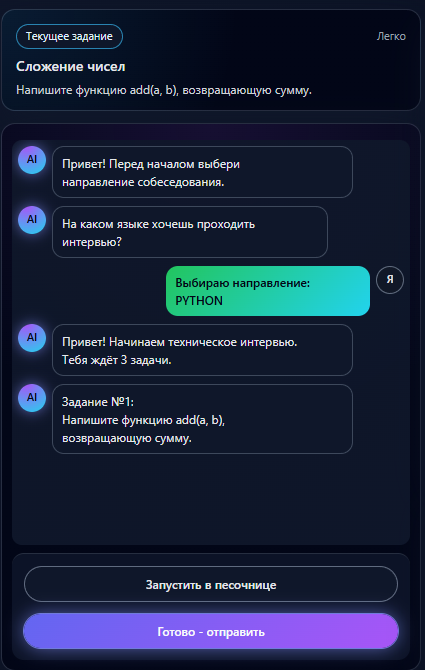 Текущее задание
Легко
Сложение чисел
Напишите функцию add(a, b), возвращающую сумму.
AI
Привет! Перед началом выбери
направление собеседования.
AI
На каком языке хочешь проходить
интервью?
Выбираю направление:
PYTHON
Я
AI
Привет! Начинаем техническое интервью.
Тебя ждёт 3 задачи.
AI
Задание №1:
Напишите функцию add(a, b),
возвращающую сумму.
Запустить в песочнице
Готово - отправить